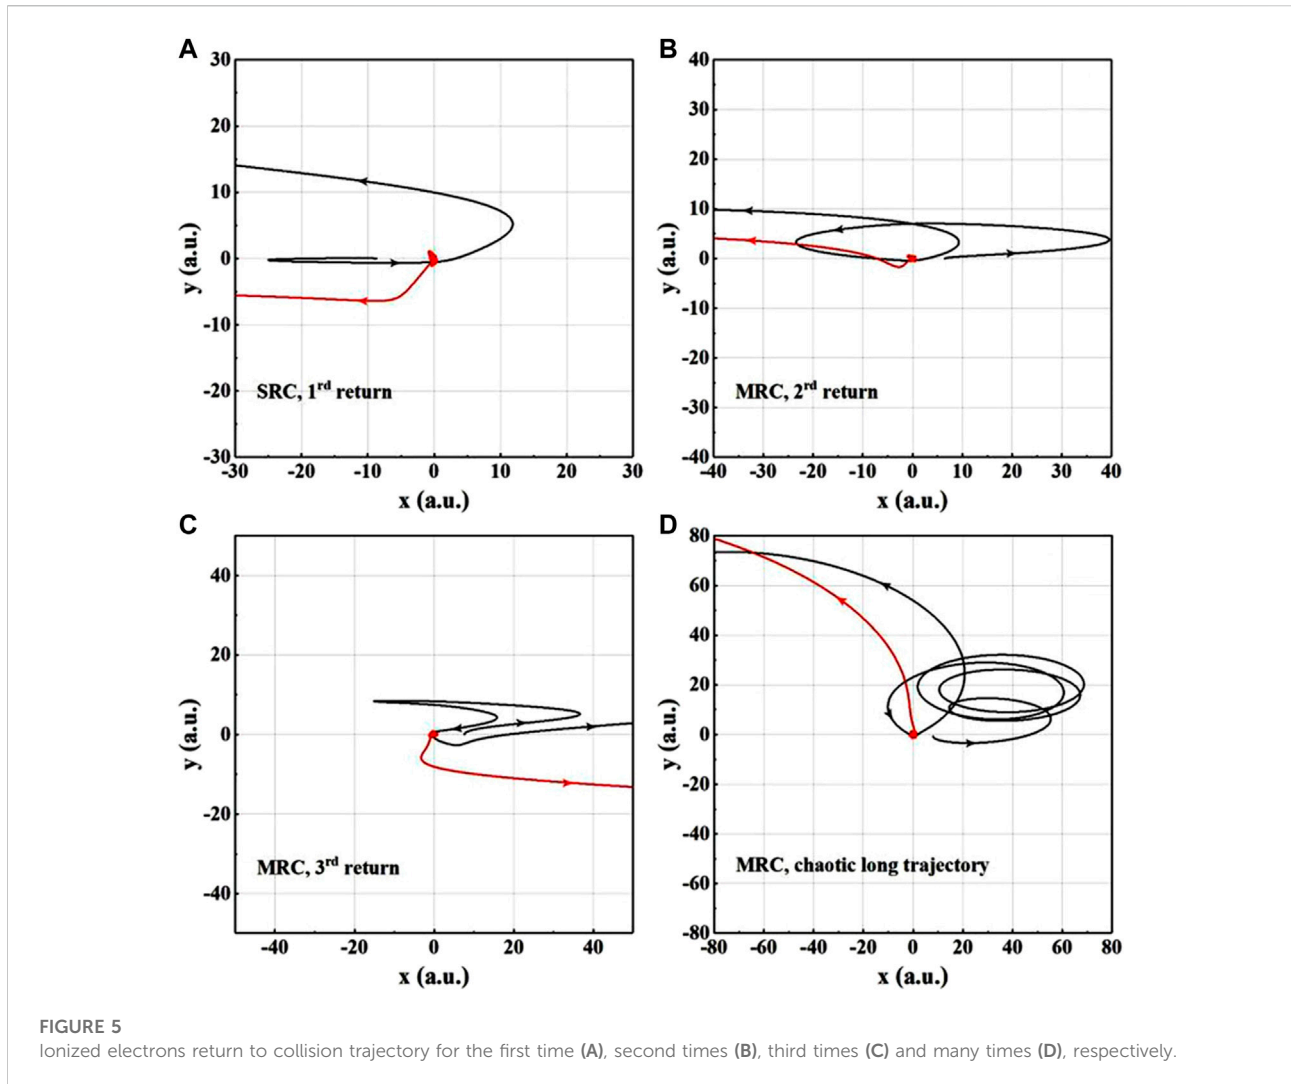 A
30
20
10
0
-10
-20
-30
y (a.u.)
SRC, 1rd return
-30 -20 -10 0 10 20 30
x (a.u.)
B
40
30
20
10
0
-10
-20
-30
-40
y (a.u.)
MRC, 2rd return
-40 -30 -20 -10 0 10 20 30 40
x (a.u.)
C
40
20
0
-20
-40
y (a.u.)
MRC, 3rd return
-40 -20 0 20 40
x (a.u.)
D
80
60
40
20
0
-20
-40
-60
-80
y (a.u.)
MRC, chaotic long trajectory
-80 -60 -40 -20 0 20 40 60 80
x (a.u.)
FIGURE 5
Ionized electrons return to collision trajectory for the first time (A), second times (B), third times (C) and many times (D), respectively.